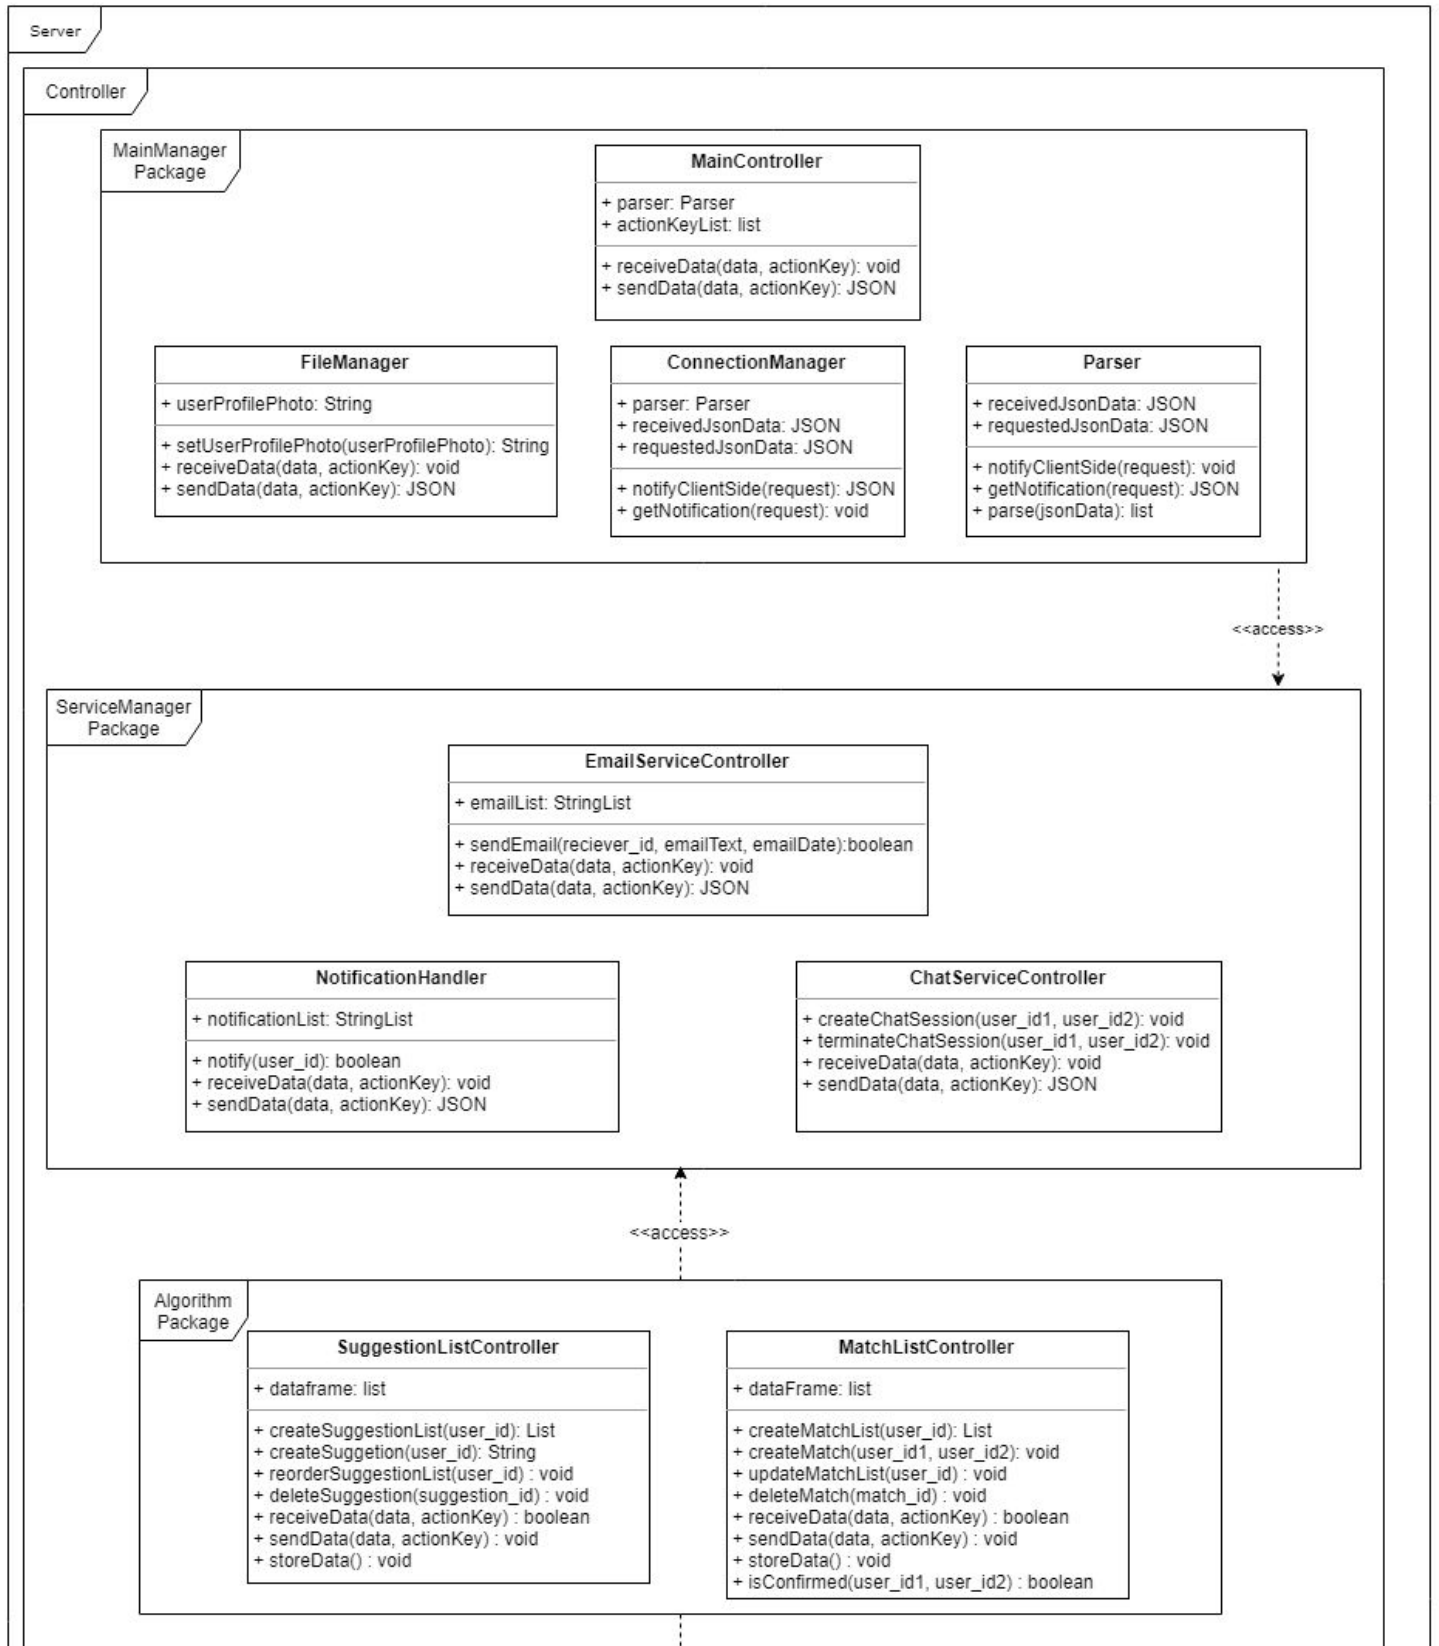 Server
Controller
MainManager
Package
MainController
+ parser: Parser
+ actionKeyList: list
+ receiveData(data, actionKey): void
+ sendData(data, actionKey): JSON
FileManager
+ userProfilePhoto: String
+ setUserProfilePhoto(userProfilePhoto): String
+ receiveData(data, actionKey): void
+ sendData(data, actionKey): JSON
ConnectionManager
+ parser: Parser
+ receivedJsonData: JSON
+ requestedJsonData: JSON
+ notifyClientSide(request): JSON
+ getNotification(request): void
Parser
+ receivedJsonData: JSON
+ requestedJsonData: JSON
+ notifyClientSide(request): void
+ getNotification(request): JSON
+ parse(jsonData): list
<<access>>
ServiceManager
Package
EmailServiceController
+ emailList: StringList
+ sendEmail(reciever_id, emailText, emailDate):boolean
+ receiveData(data, actionKey): void
+ sendData(data, actionKey): JSON
NotificationHandler
+ notificationList: StringList
+ notify(user_id): boolean
+ receiveData(data, actionKey): void
+ sendData(data, actionKey): JSON
ChatServiceController
+ createChatSession(user_id1, user_id2): void
+ terminateChatSession(user_id1, user_id2): void
+ receiveData(data, actionKey): void
+ sendData(data, actionKey): JSON
<<access>>
Algorithm
Package
SuggestionListController
+ dataframe: list
+ createSuggestionList(user_id): List
+ createSuggetion(user_id): String
+ reorderSuggestionList(user_id) : void
+ deleteSuggestion(suggestion_id) : void
+ receiveData(data, actionKey) : boolean
+ sendData(data, actionKey) : void
+ storeData() : void
MatchListController
+ dataFrame: list
+ createMatchList(user_id): List
+ createMatch(user_id1, user_id2): void
+ updateMatchList(user_id) : void
+ deleteMatch(match_id) : void
+ receiveData(data, actionKey) : boolean
+ sendData(data, actionKey) : void
+ storeData() : void
+ isConfirmed(user_id1, user_id2) : boolean